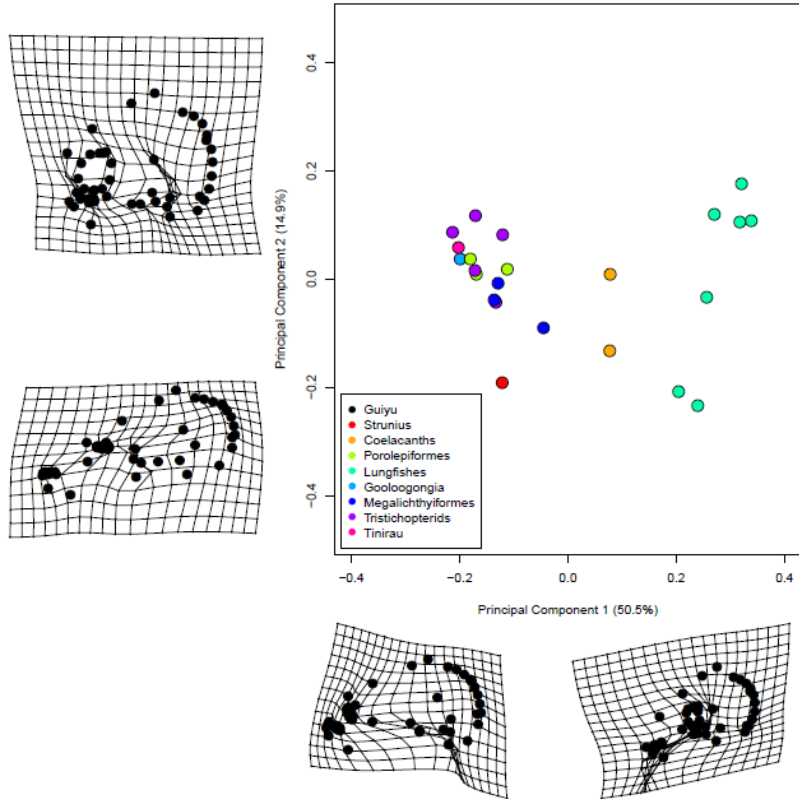 0.4
0.2
0.0
−0.2
−0.4
Principal Component 2 (14.9%)
Guiyu
Strunius
Coelacanths
Porolepiformes
Lungfishes
Gooloogongia
Megalichthyiformes
Tristichopterids
Tinirau
−0.4 −0.2 0.0 0.2 0.4
Principal Component 1 (50.5%)